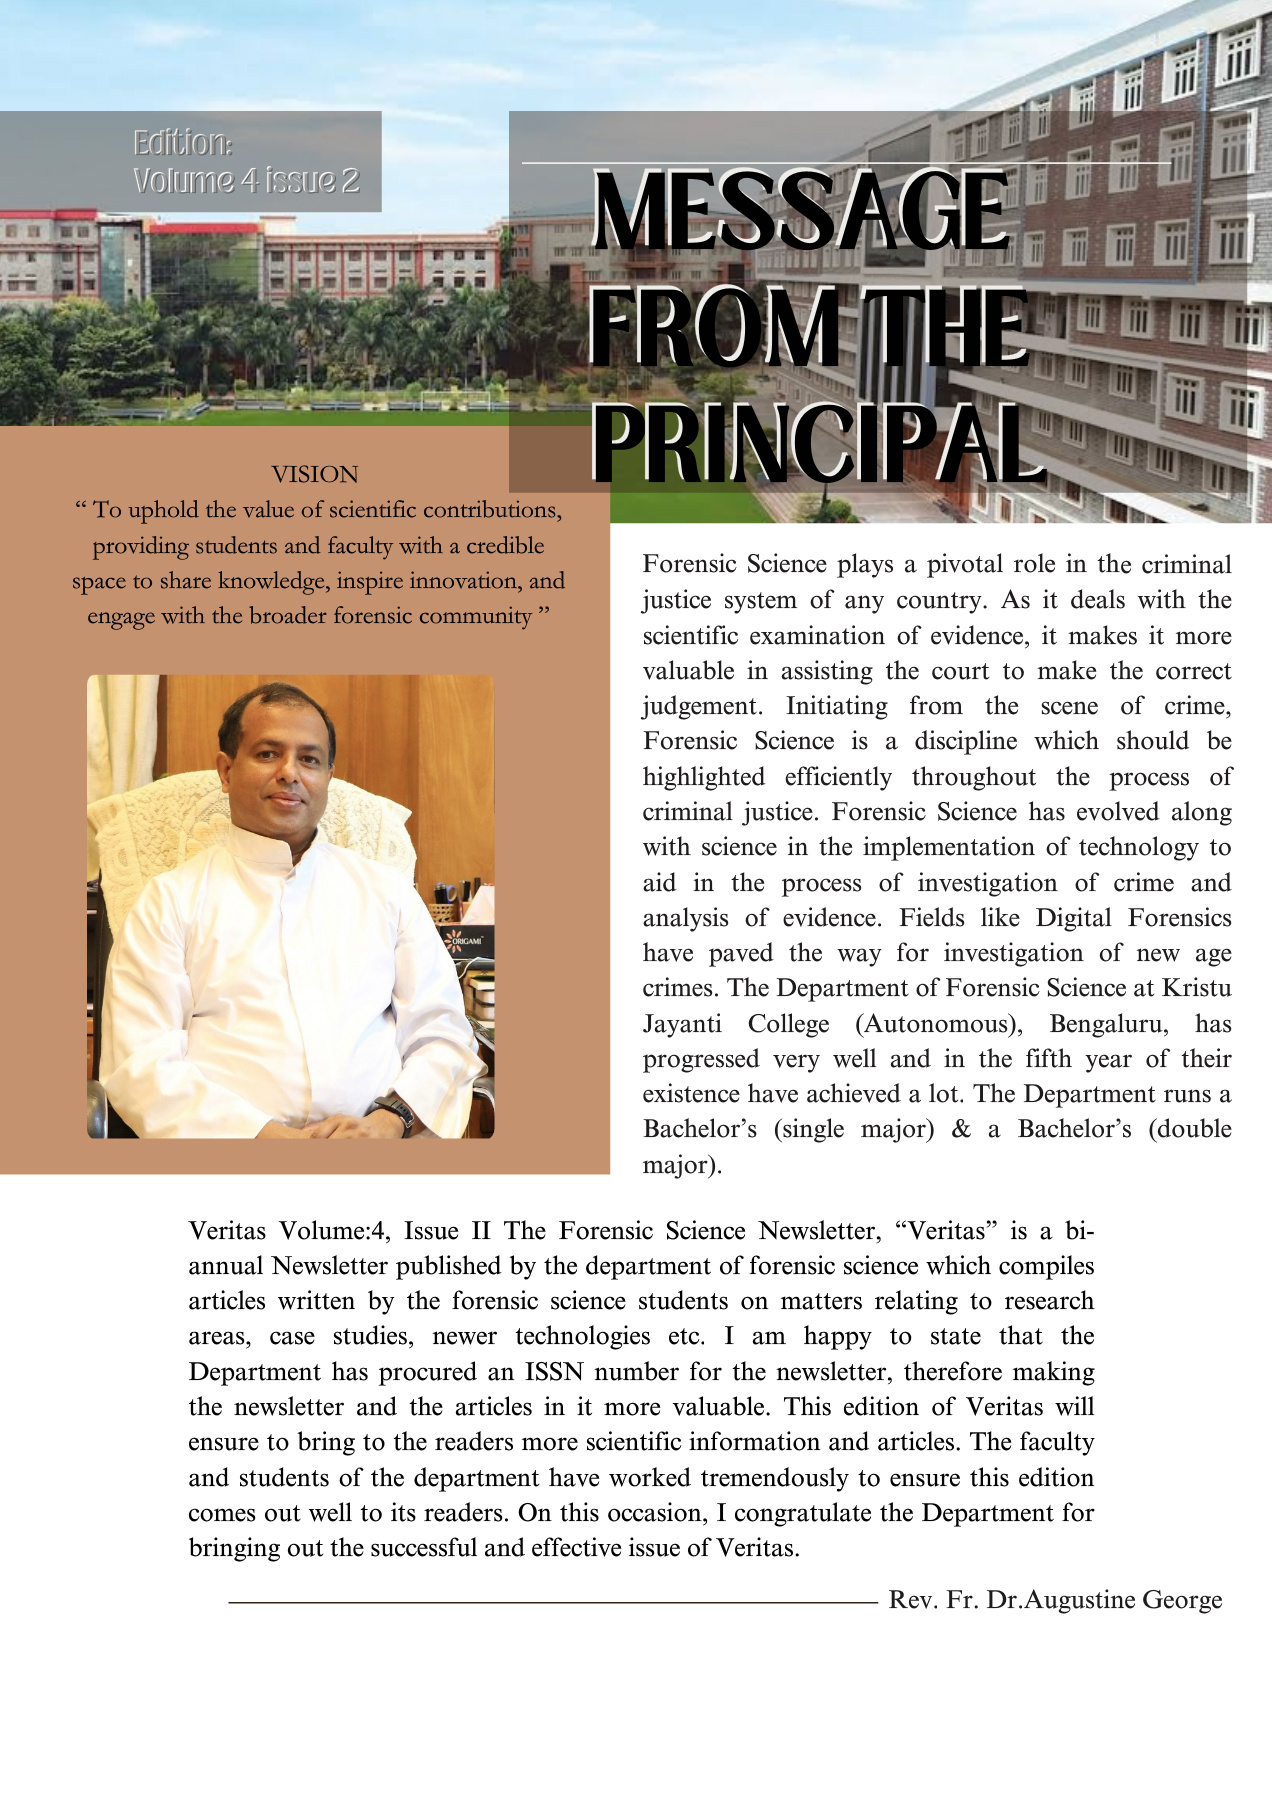 Edition:
Volume 4 issue 2
MESSAGE
FROM THE
PRINCIPAL
VISION
“ To uphold the value of scientific contributions,
providing students and faculty with a credible
space to share knowledge, inspire innovation, and
engage with the broader forensic community ”
ORIGAMI
Forensic Science plays a pivotal role in the criminal
justice system of any country. As it deals with the
scientific examination of evidence, it makes it more
valuable in assisting the court to make the correct
judgement. Initiating from the scene of crime,
Forensic Science is a discipline which should be
highlighted efficiently throughout the process of
criminal justice. Forensic Science has evolved along
with science in the implementation of technology to
aid in the process of investigation of crime and
analysis of evidence. Fields like Digital Forensics
have paved the way for investigation of new age
crimes. The Department of Forensic Science at Kristu
Jayanti College (Autonomous), Bengaluru, has
progressed very well and in the fifth year of their
existence have achieved a lot. The Department runs a
Bachelor’s (single major) & a Bachelor’s (double
major).
Veritas Volume:4, Issue II The Forensic Science Newsletter, “Veritas” is a bi-
annual Newsletter published by the department of forensic science which compiles
articles written by the forensic science students on matters relating to research
areas, case studies, newer technologies etc. I am happy to state that the
Department has procured an ISSN number for the newsletter, therefore making
the newsletter and the articles in it more valuable. This edition of Veritas will
ensure to bring to the readers more scientific information and articles. The faculty
and students of the department have worked tremendously to ensure this edition
comes out well to its readers. On this occasion, I congratulate the Department for
bringing out the successful and effective issue of Veritas.
Rev. Fr. Dr.Augustine George